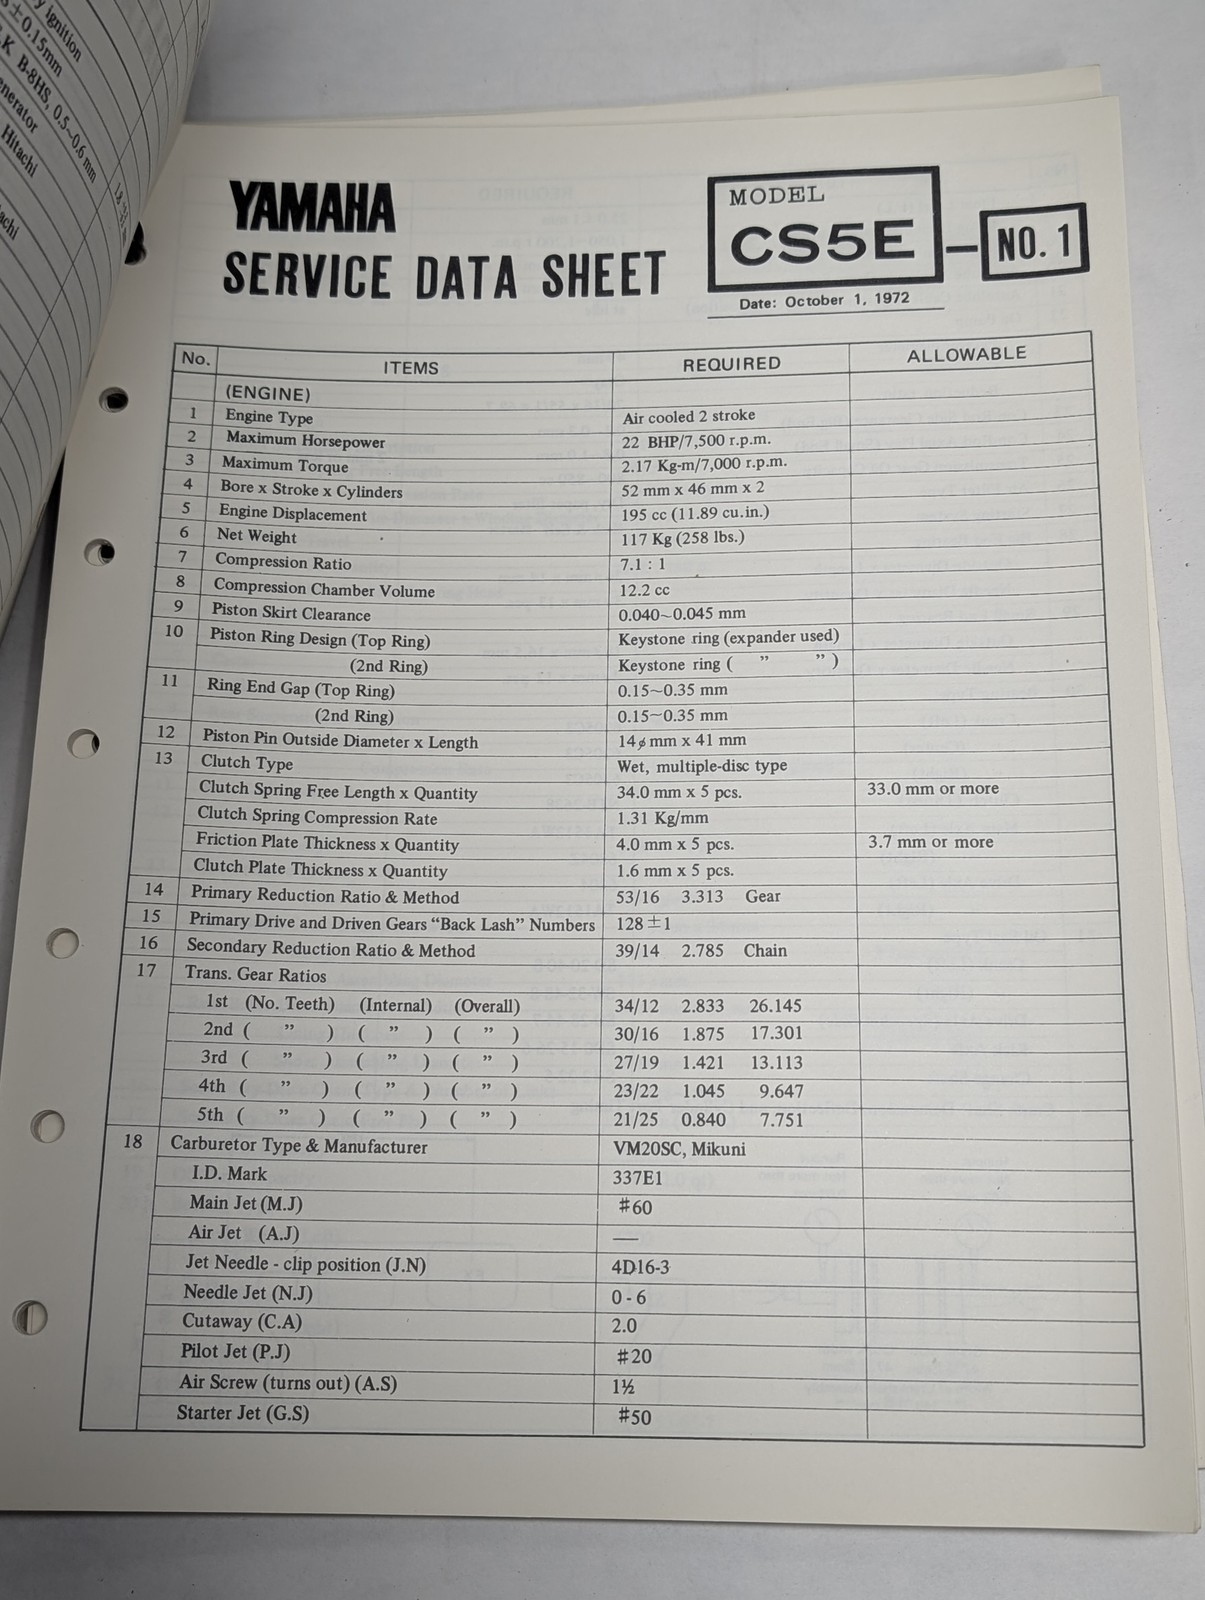 y ignition
± 0.15mm
K B-8HS, 0.5~0.6 mm
enerator
Hitachi
achi
YAMAHA
SERVICE DATA SHEET
MODEL
CS5E – NO. 1
Date: October 1, 1972
No. ITEMS REQUIRED ALLOWABLE
(ENGINE)
1 Engine Type Air cooled 2 stroke
2 Maximum Horsepower 22 BHP/7,500 r.p.m.
3 Maximum Torque 2.17 Kg-m/7,000 r.p.m.
4 Bore x Stroke x Cylinders 52 mm x 46 mm x 2
5 Engine Displacement 195 cc (11.89 cu.in.)
6 Net Weight 117 Kg (258 lbs.)
7 Compression Ratio 7.1 : 1
8 Compression Chamber Volume 12.2 cc
9 Piston Skirt Clearance 0.040~0.045 mm
10 Piston Ring Design (Top Ring) Keystone ring (expander used)
(2nd Ring) Keystone ring ( ” ” )
11 Ring End Gap (Top Ring) 0.15~0.35 mm
(2nd Ring) 0.15~0.35 mm
12 Piston Pin Outside Diameter x Length 14ø mm x 41 mm
13 Clutch Type Wet, multiple-disc type
Clutch Spring Free Length x Quantity 34.0 mm x 5 pcs. 33.0 mm or more
Clutch Spring Compression Rate 1.31 Kg/mm
Friction Plate Thickness x Quantity 4.0 mm x 5 pcs. 3.7 mm or more
Clutch Plate Thickness x Quantity 1.6 mm x 5 pcs.
14 Primary Reduction Ratio & Method 53/16 3.313 Gear
15 Primary Drive and Driven Gears “Back Lash” Numbers 128 ±1
16 Secondary Reduction Ratio & Method 39/14 2.785 Chain
17 Trans. Gear Ratios
1st (No. Teeth) (Internal) (Overall) 34/12 2.833 26.145
2nd ( ” ) ( ” ) ( ” ) 30/16 1.875 17.301
3rd ( ” ) ( ” ) ( ” ) 27/19 1.421 13.113
4th ( ” ) ( ” ) ( ” ) 23/22 1.045 9.647
5th ( ” ) ( ” ) ( ” ) 21/25 0.840 7.751
18 Carburetor Type & Manufacturer VM20SC, Mikuni
I.D. Mark 337E1
Main Jet (M.J) #60
Air Jet (A.J) —
Jet Needle - clip position (J.N) 4D16-3
Needle Jet (N.J) 0 - 6
Cutaway (C.A) 2.0
Pilot Jet (P.J) #20
Air Screw (turns out) (A.S) 1½
Starter Jet (G.S) #50